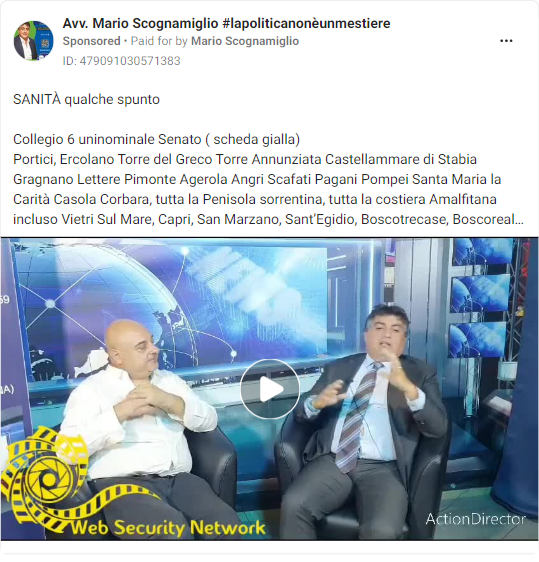 Avv. Mario Scognamiglio #lapoliticanonèunmestiere
Sponsored • Paid for by Mario Scognamiglio
ID: 479091030571383
SANITÀ qualche spunto
Collegio 6 uninominale Senato ( scheda gialla)
Portici, Ercolano Torre del Greco Torre Annunziata Castellammare di Stabia
Gragnano Lettere Pimonte Agerola Angri Scafati Pagani Pompei Santa Maria la
Carità Casola Corbara, tutta la Penisola sorrentina, tutta la costiera Amalfitana
incluso Vietri Sul Mare, Capri, San Marzano, Sant'Egidio, Boscotrecase, Boscoreal...
59
NA)
Web Security Network
ActionDirector